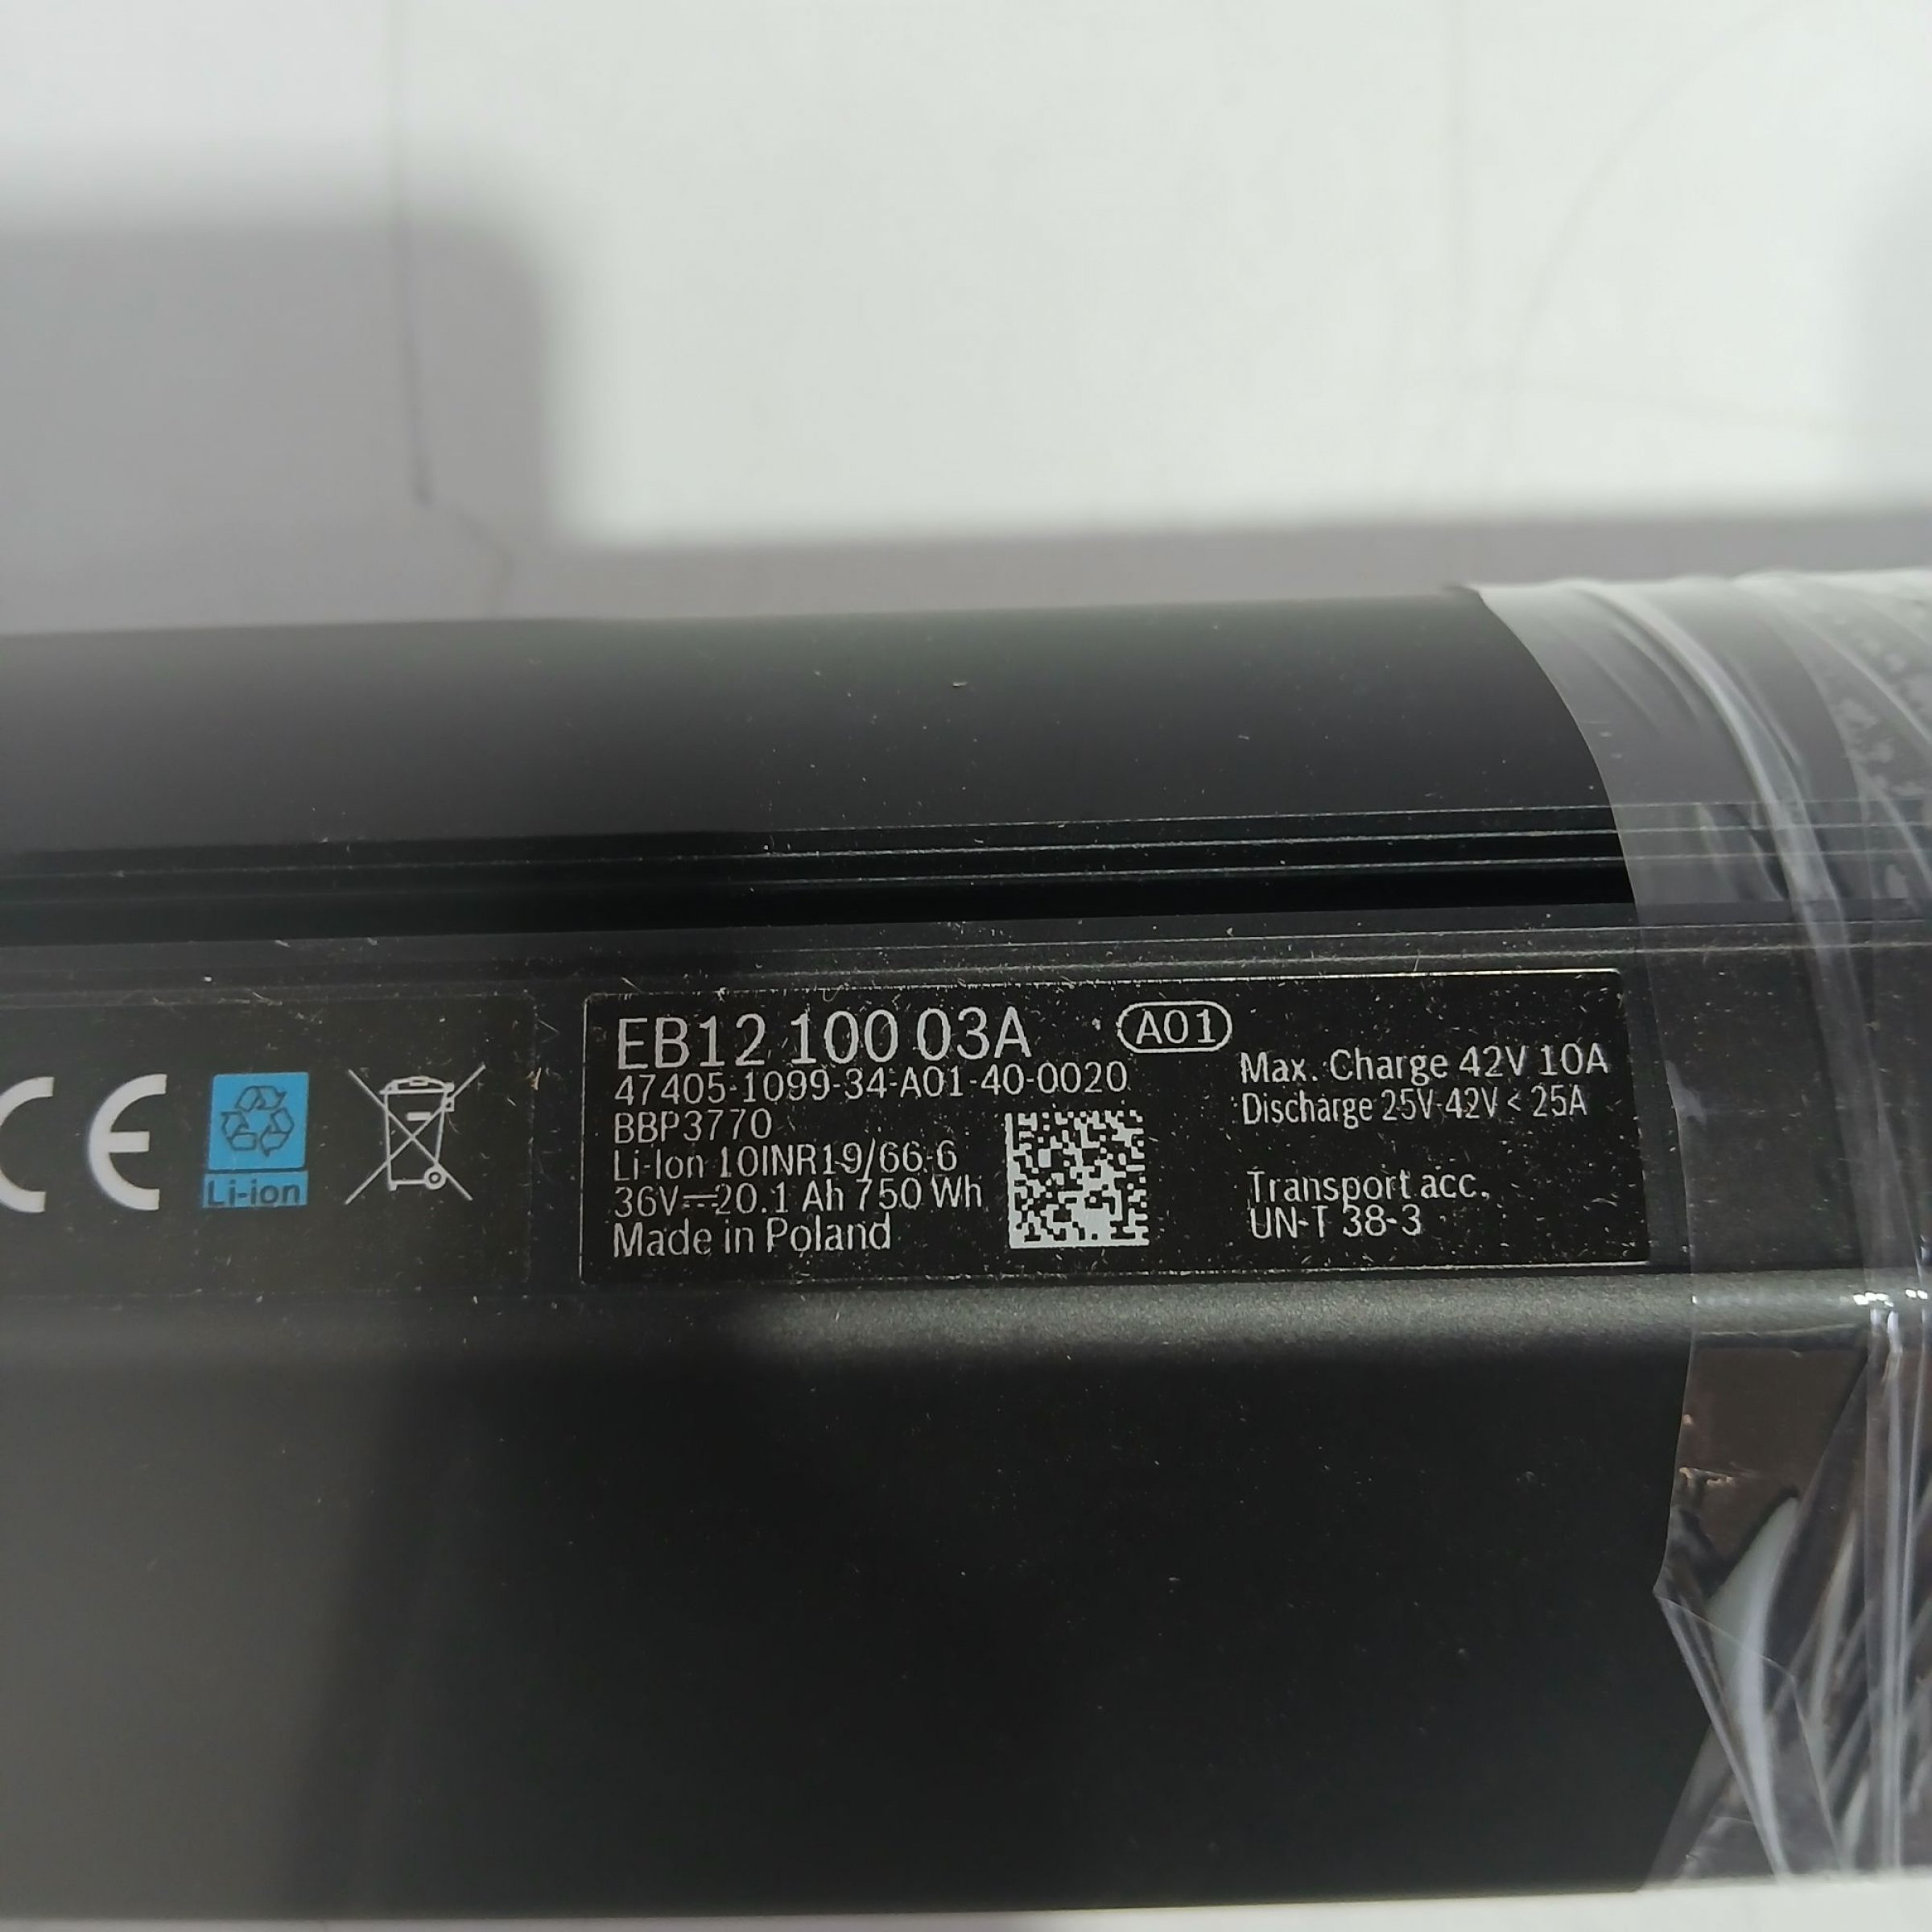 CE
Li-ion
EB12 100 03A
A01
47405-1099-34-A01-40-0020
BBP3770
Li-Ion 10INR19/66-6
36V⎓20.1 Ah 750 Wh
Made in Poland
Max. Charge 42V 10A
Discharge 25V-42V < 25A
Transport acc.
UN-T 38-3